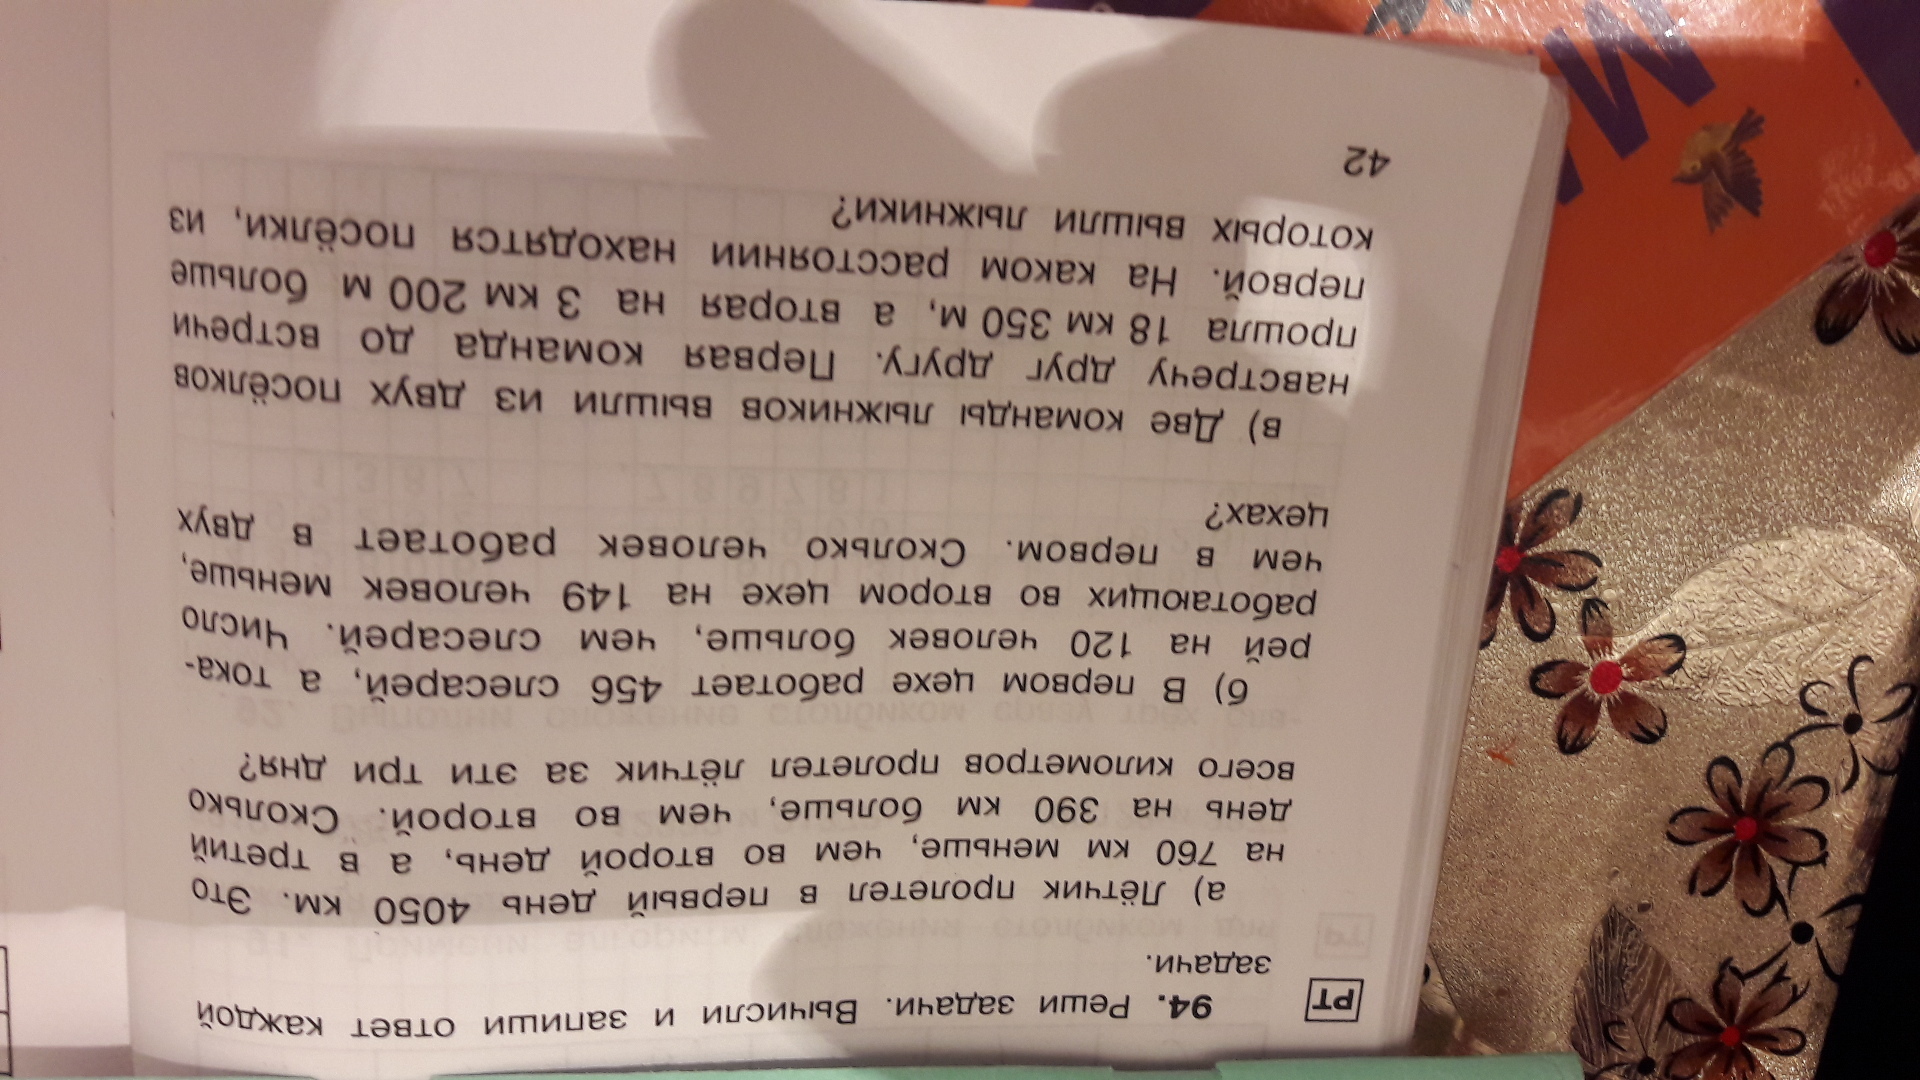 РТ
94. Реши задачи. Вычисли и запиши ответ каждой
задачи.
а) Лётчик пролетел в первый день 4050 км. Это
на 760 км меньше, чем во второй день, а в третий
день на 390 км больше, чем во второй. Сколько
всего километров пролетел лётчик за эти три дня?
б) В первом цехе работает 456 слесарей, а тока-
рей на 120 человек больше, чем слесарей. Число
работающих во втором цехе на 149 человек меньше,
чем в первом. Сколько человек работает в двух
цехах?
в) Две команды лыжников вышли из двух посёлков
навстречу друг другу. Первая команда до встречи
прошла 18 км 350 м, а вторая на 3 км 200 м больше
первой. На каком расстоянии находятся посёлки, из
которых вышли лыжники?
42